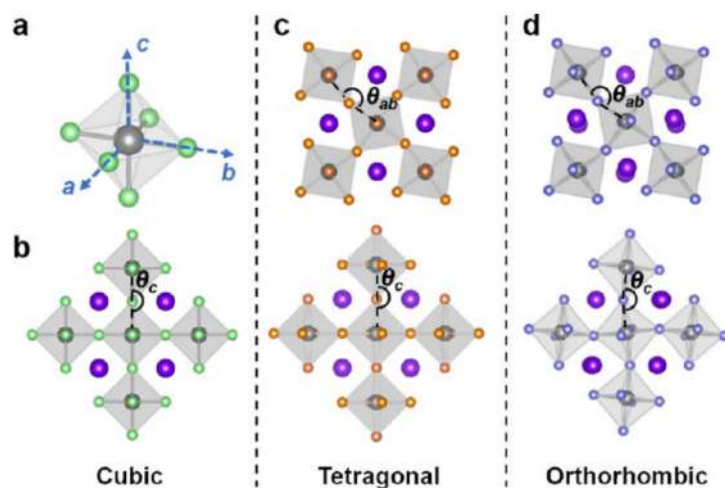 a
c
b
a
b
θc
Cubic
c
θab
θc
Tetragonal
d
θab
θc
Orthorhombic